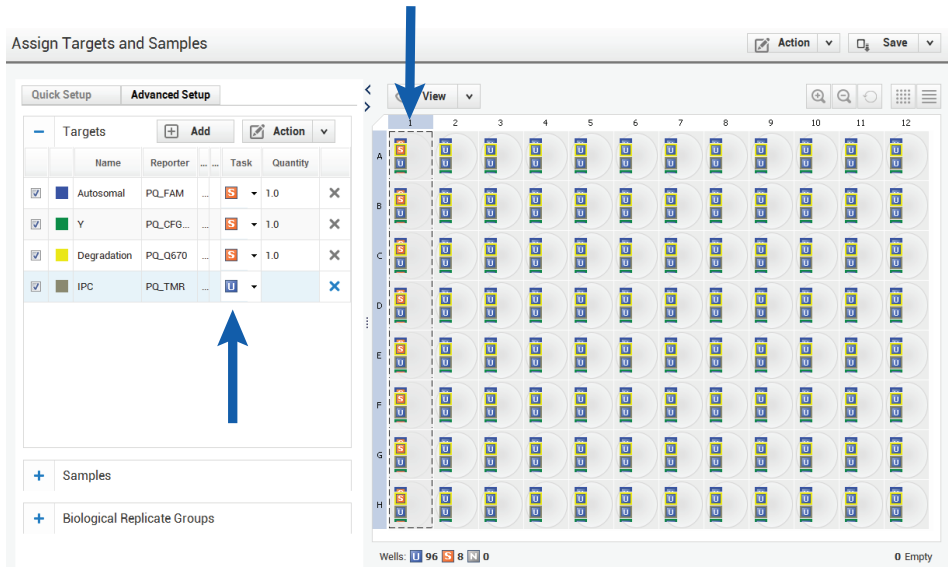 Assign Targets and Samples
Action
Save
Quick Setup
Advanced Setup
View
Targets
Add
Action
Name Reporter ... ... Task Quantity
Autosomal PQ_FAM ... S 1.0
Y PQ_CFG... ... S 1.0
Degradation PQ_Q670 ... S 1.0
IPC PQ_TMR ... U
Samples
Biological Replicate Groups
1 2 3 4 5 6 7 8 9 10 11 12
A S U U U U U U U U U U U
U U U U U U U U U U U U
B S U U U U U U U U U U U
U U U U U U U U U U U U
C S U U U U U U U U U U U
U U U U U U U U U U U U
D S U U U U U U U U U U U
U U U U U U U U U U U U
E S U U U U U U U U U U U
U U U U U U U U U U U U
F S U U U U U U U U U U U
U U U U U U U U U U U U
G S U U U U U U U U U U U
U U U U U U U U U U U U
H S U U U U U U U U U U U
U U U U U U U U U U U U
Wells: U 96 S 8 N 0
0 Empty